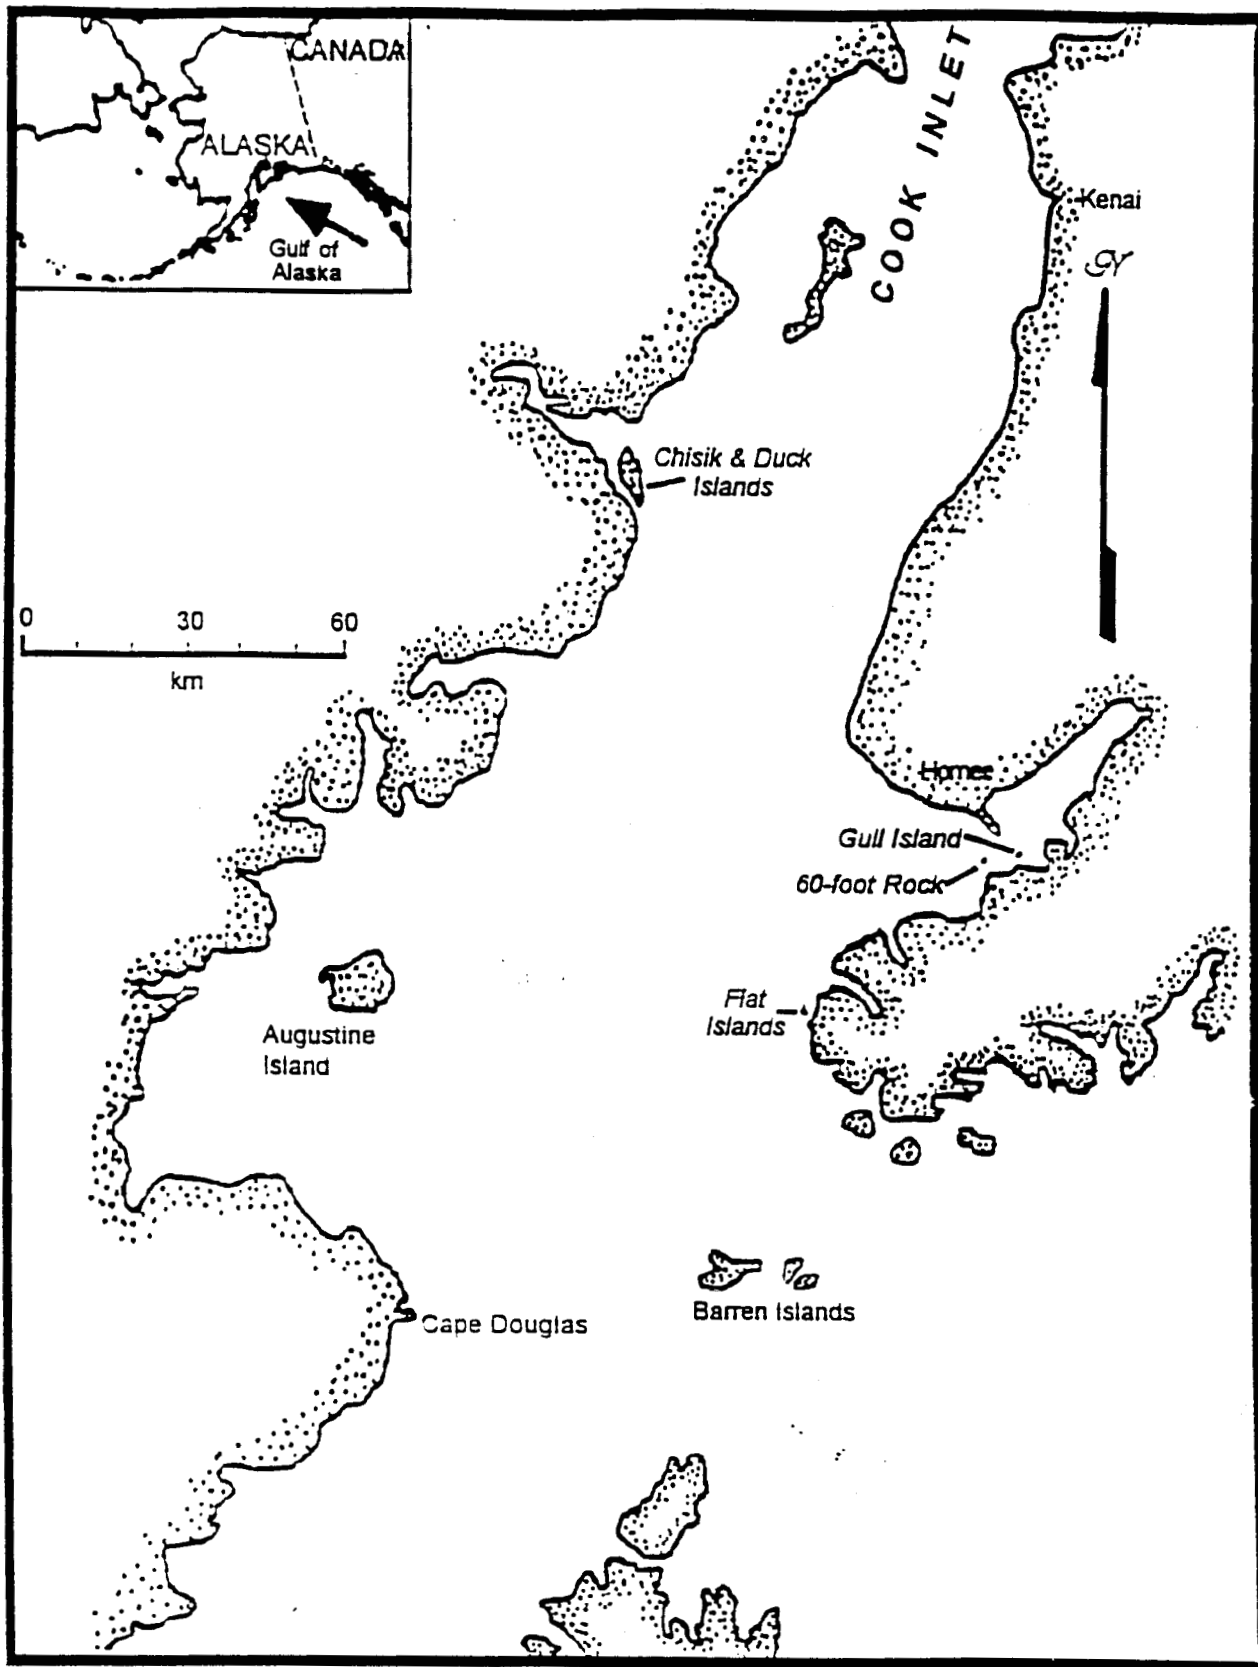 CANADA
ALASKA
Gulf of
Alaska
COOK INLET
Kenai
N
Chisik & Duck
Islands
0 30 60
km
Homer
Gull Island
60-foot Rock
Flat
Islands
Augustine
Island
Barren Islands
Cape Douglas